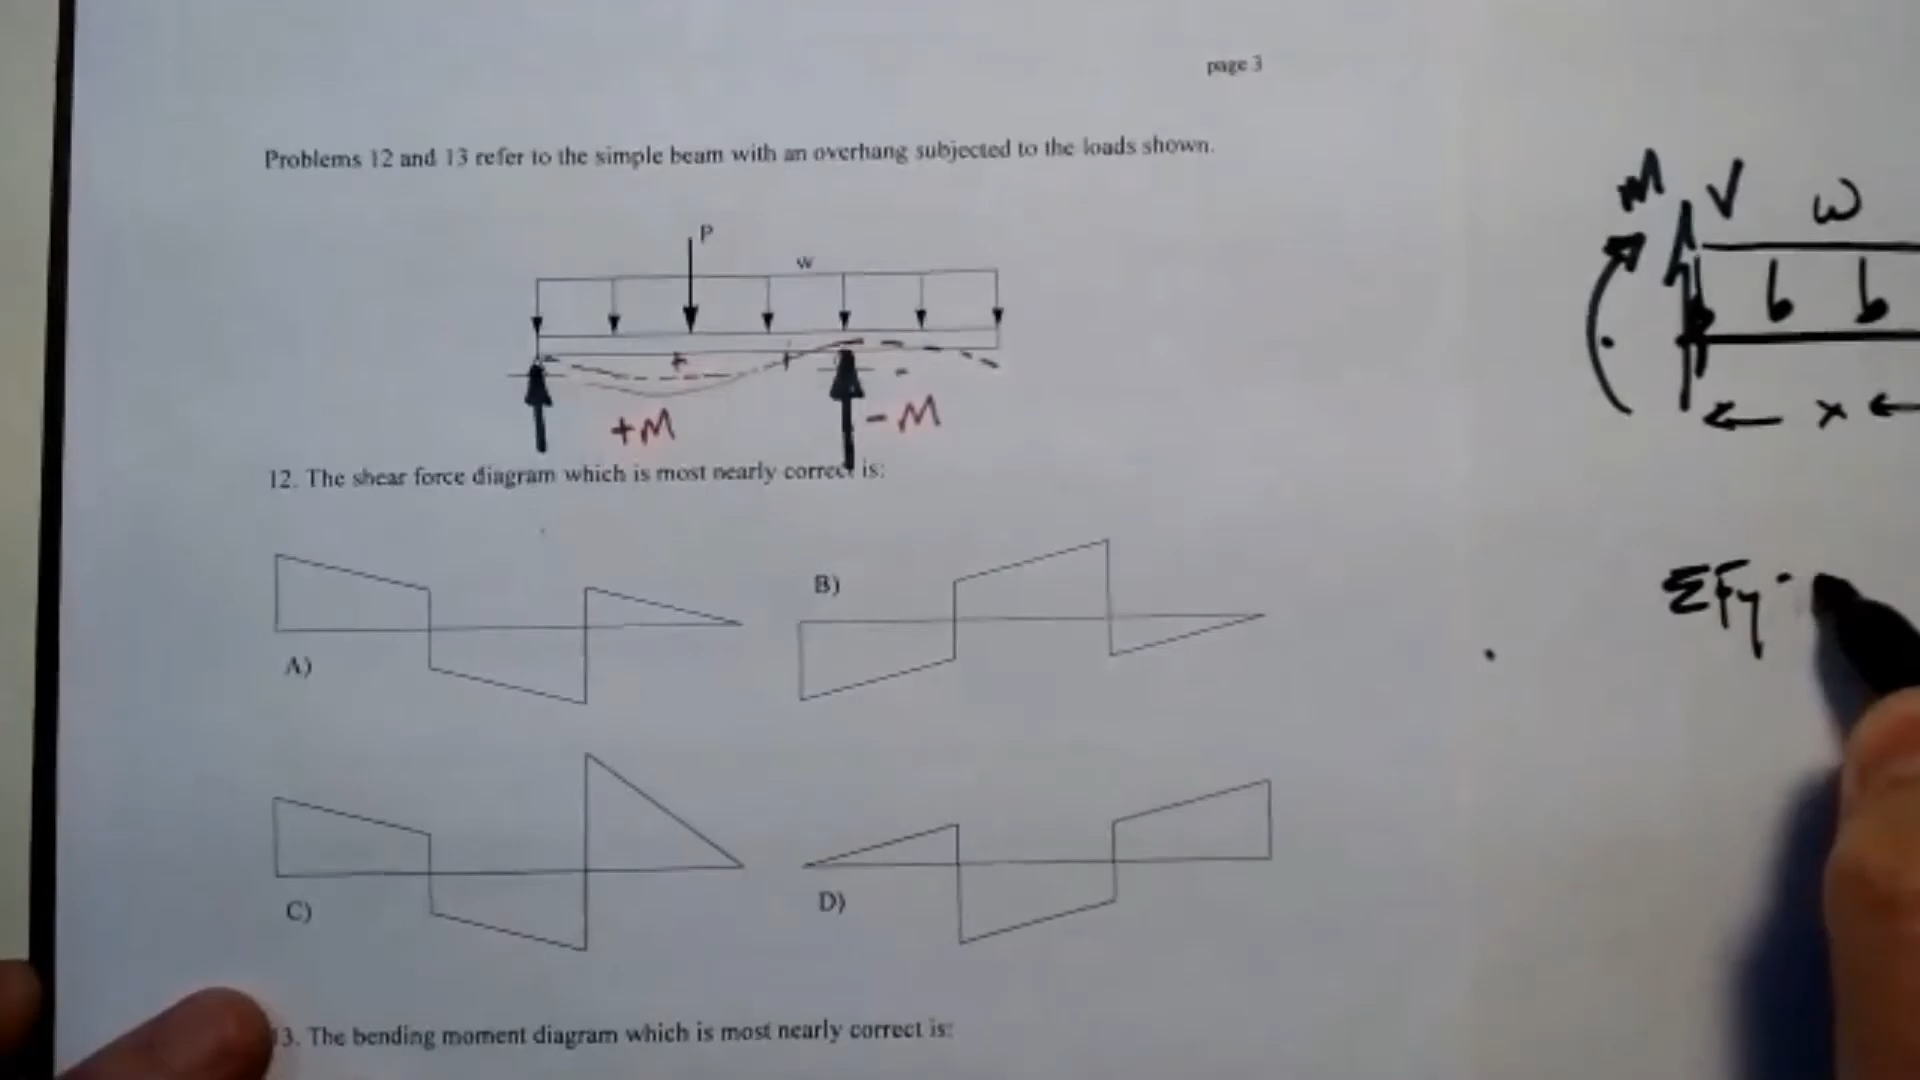 page 3
Problems 12 and 13 refer to the simple beam with an overhang subjected to the loads shown.
P
w
+M
-M
M V w
x
12. The shear force diagram which is most nearly correct is:
A)
B)
ΣFy
C)
D)
3. The bending moment diagram which is most nearly correct is: